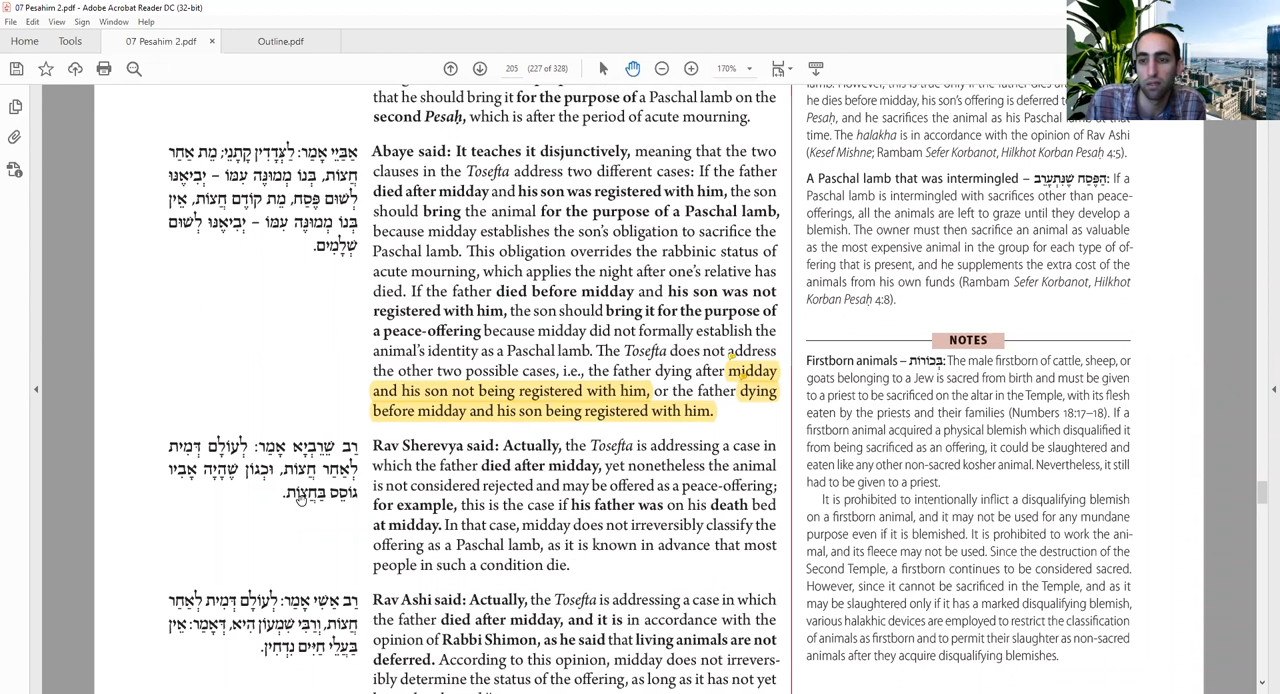 07 Pesahim 2.pdf - Adobe Acrobat Reader DC (32-bit)
File Edit View Sign Window Help
Home Tools 07 Pesahim 2.pdf × Outline.pdf
205 (227 of 328) 170%
that he should bring it for the purpose of a Paschal lamb on the
second Pesaḥ, which is after the period of acute mourning.
אַבַּיֵי אָמַר: לִצְדָדִין קָתָנֵי; מֵת אַחַר
חֲצוֹת, בְּנוֹ מְמוּנֶּה עִמּוֹ – יְבִיאֶנּוּ
לְשׁוּם פֶּסַח, מֵת קוֹדֶם חֲצוֹת, אֵין
בְּנוֹ מְמוּנֶּה עִמּוֹ – יְבִיאֶנּוּ לְשׁוּם
שְׁלָמִים.
Abaye said: It teaches it disjunctively, meaning that the two
clauses in the Tosefta address two different cases: If the father
died after midday and his son was registered with him, the son
should bring the animal for the purpose of a Paschal lamb,
because midday establishes the son's obligation to sacrifice the
Paschal lamb. This obligation overrides the rabbinic status of
acute mourning, which applies the night after one's relative has
died. If the father died before midday and his son was not
registered with him, the son should bring it for the purpose of
a peace-offering because midday did not formally establish the
animal's identity as a Paschal lamb. The Tosefta does not address
the other two possible cases, i.e., the father dying after midday
and his son not being registered with him, or the father dying
before midday and his son being registered with him.
רַב שֵׁרֵבְיָא אָמַר: לְעוֹלָם דְּמִית
לְאַחַר חֲצוֹת, וּכְגוֹן שֶׁהָיָה אָבִיו
גּוֹסֵס בַּחֲצוֹת.
Rav Sherevya said: Actually, the Tosefta is addressing a case in
which the father died after midday, yet nonetheless the animal
is not considered rejected and may be offered as a peace-offering;
for example, this is the case if his father was on his death bed
at midday. In that case, midday does not irreversibly classify the
offering as a Paschal lamb, as it is known in advance that most
people in such a condition die.
רַב אַשִׁי אָמַר: לְעוֹלָם דְּמִית לְאַחַר
חֲצוֹת, וְרַבִּי שִׁמְעוֹן הִיא, דְּאָמַר: אֵין
בַּעֲלֵי חַיִּים נִדְחִין.
Rav Ashi said: Actually, the Tosefta is addressing a case in which
the father died after midday, and it is in accordance with the
opinion of Rabbi Shimon, as he said that living animals are not
deferred. According to this opinion, midday does not irrevers-
ibly determine the status of the offering, as long as it has not yet
he dies before midday, his son's offering is deferred
Pesaḥ, and he sacrifices the animal as his Paschal
time. The halakha is in accordance with the opinion of Rav Ashi
(Kesef Mishne; Rambam Sefer Korbanot, Hilkhot Korban Pesaḥ 4:5).
A Paschal lamb that was intermingled – הַפֶּסַח שֶׁנִּתְעָרֵב: If a
Paschal lamb is intermingled with sacrifices other than peace-
offerings, all the animals are left to graze until they develop a
blemish. The owner must then sacrifice an animal as valuable
as the most expensive animal in the group for each type of of-
fering that is present, and he supplements the extra cost of the
animals from his own funds (Rambam Sefer Korbanot, Hilkhot
Korban Pesaḥ 4:8).
NOTES
Firstborn animals – בְּכוֹרוֹת: The male firstborn of cattle, sheep, or
goats belonging to a Jew is sacred from birth and must be given
to a priest to be sacrificed on the altar in the Temple, with its flesh
eaten by the priests and their families (Numbers 18:17–18). If a
firstborn animal acquired a physical blemish which disqualified it
from being sacrificed as an offering, it could be slaughtered and
eaten like any other non-sacred kosher animal. Nevertheless, it still
had to be given to a priest.
It is prohibited to intentionally inflict a disqualifying blemish
on a firstborn animal, and it may not be used for any mundane
purpose even if it is blemished. It is prohibited to work the ani-
mal, and its fleece may not be used. Since the destruction of the
Second Temple, a firstborn continues to be considered sacred.
However, since it cannot be sacrificed in the Temple, and as it
may be slaughtered only if it has a marked disqualifying blemish,
various halakhic devices are employed to restrict the classification
of animals as firstborn and to permit their slaughter as non-sacred
animals after they acquire disqualifying blemishes.